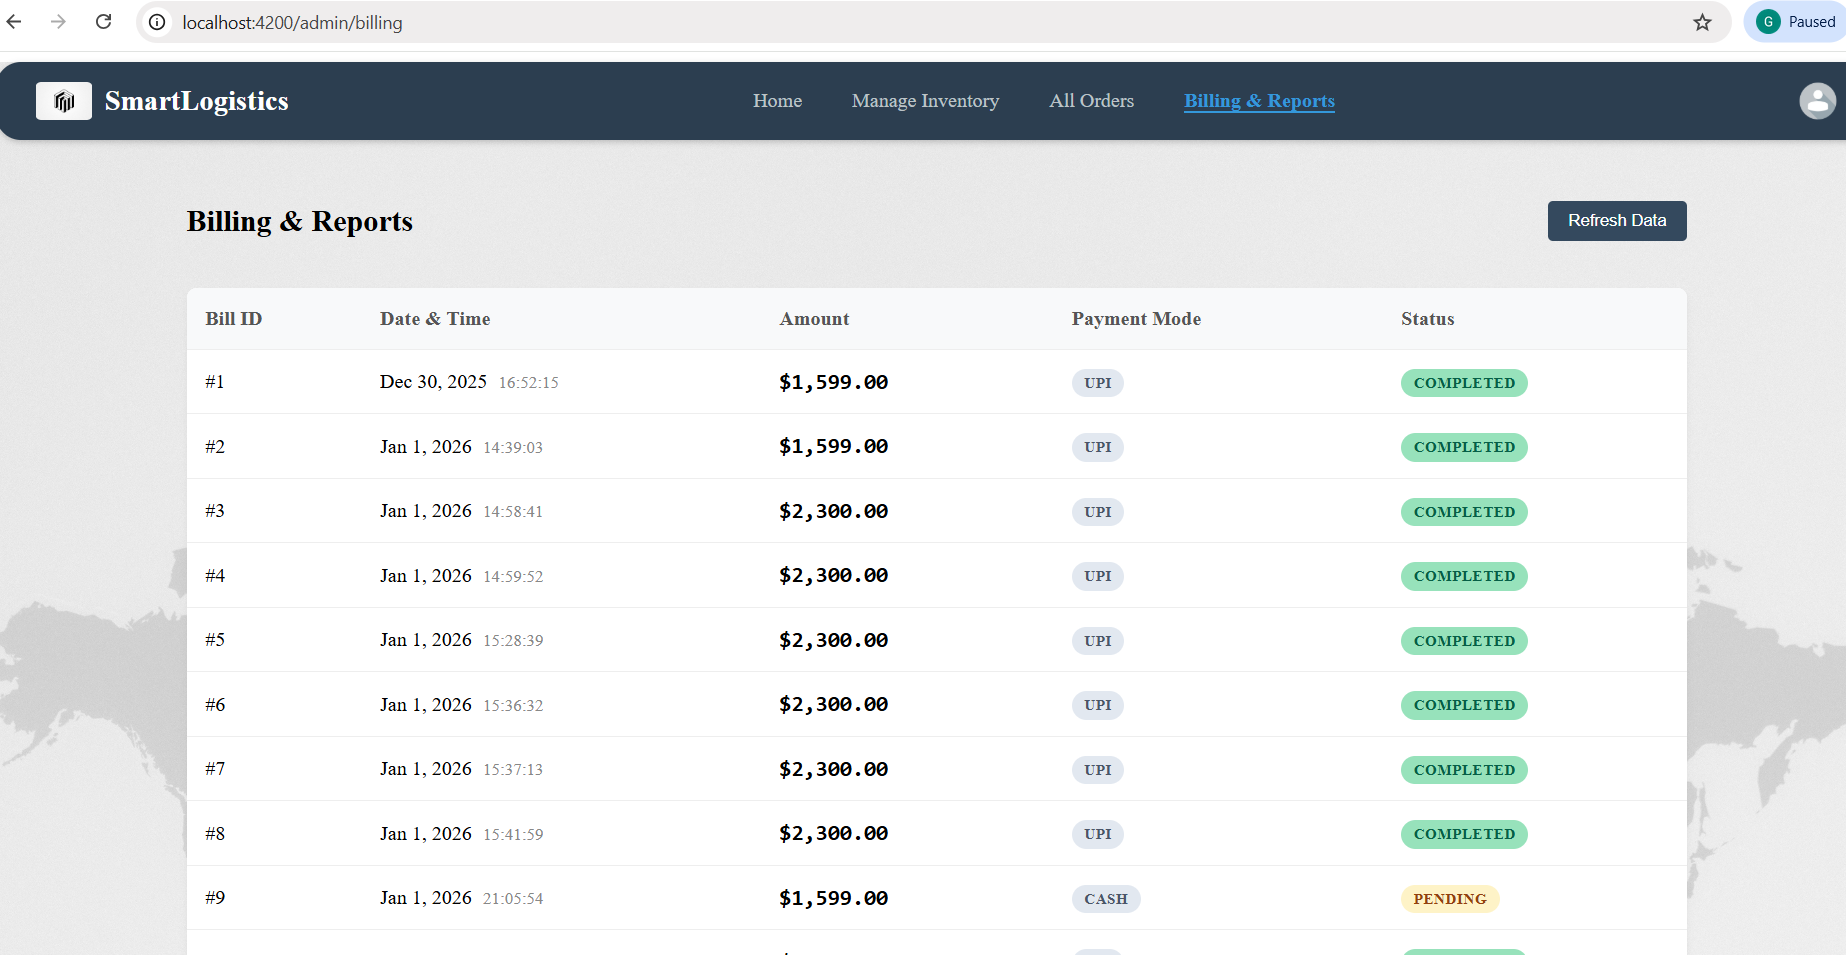 localhost:4200/admin/billing
G Paused
SmartLogistics Home Manage Inventory All Orders Billing & Reports
Billing & Reports Refresh Data
Bill ID Date & Time Amount Payment Mode Status
#1 Dec 30, 2025 16:52:15 $1,599.00 UPI COMPLETED
#2 Jan 1, 2026 14:39:03 $1,599.00 UPI COMPLETED
#3 Jan 1, 2026 14:58:41 $2,300.00 UPI COMPLETED
#4 Jan 1, 2026 14:59:52 $2,300.00 UPI COMPLETED
#5 Jan 1, 2026 15:28:39 $2,300.00 UPI COMPLETED
#6 Jan 1, 2026 15:36:32 $2,300.00 UPI COMPLETED
#7 Jan 1, 2026 15:37:13 $2,300.00 UPI COMPLETED
#8 Jan 1, 2026 15:41:59 $2,300.00 UPI COMPLETED
#9 Jan 1, 2026 21:05:54 $1,599.00 CASH PENDING